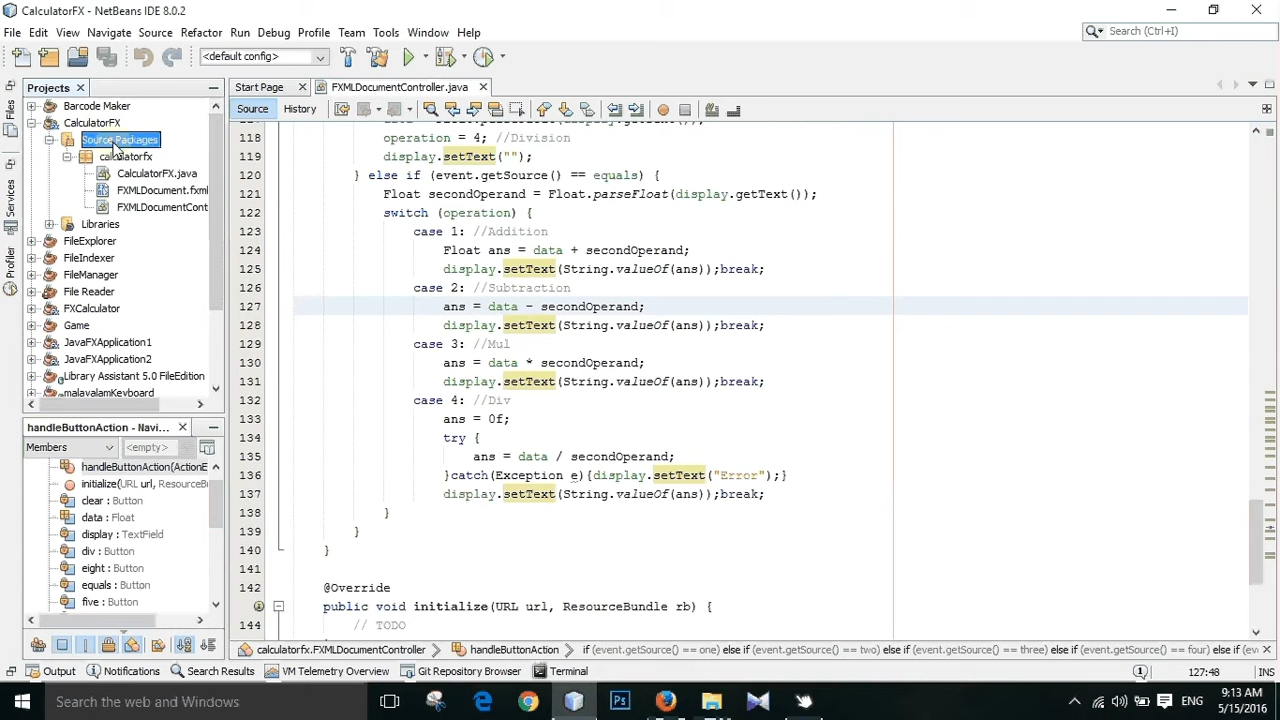 CalculatorFX - NetBeans IDE 8.0.2
File Edit View Navigate Source Refactor Run Debug Profile Team Tools Window Help
Search (Ctrl+I)
<default config>
Projects
Start Page
FXMLDocumentController.java
Source
History
Files
Services
Profiler
Barcode Maker
CalculatorFX
Source Packages
calculatorfx
CalculatorFX.java
FXMLDocument.fxml
FXMLDocumentCont
Libraries
FileExplorer
FileIndexer
FileManager
File Reader
FXCalculator
Game
JavaFXApplication1
JavaFXApplication2
Library Assistant 5.0 FileEdition
malayalamKeyboard
118 operation = 4; //Division
119 display.setText("");
120 } else if (event.getSource() == equals) {
121 Float secondOperand = Float.parseFloat(display.getText());
122 switch (operation) {
123 case 1: //Addition
124 Float ans = data + secondOperand;
125 display.setText(String.valueOf(ans));break;
126 case 2: //Subtraction
127 ans = data - secondOperand;
128 display.setText(String.valueOf(ans));break;
129 case 3: //Mul
130 ans = data * secondOperand;
131 display.setText(String.valueOf(ans));break;
132 case 4: //Div
133 ans = 0f;
134 try {
135 ans = data / secondOperand;
136 }catch(Exception e){display.setText("Error");}
137 display.setText(String.valueOf(ans));break;
138 }
139 }
140 }
141
142 @Override
public void initialize(URL url, ResourceBundle rb) {
144 // TODO
handleButtonAction - Navi...
Members
<empty>
handleButtonAction(ActionE
initialize(URL url, ResourceB
clear : Button
data : Float
display : TextField
div : Button
eight : Button
equals : Button
five : Button
calculatorfx.FXMLDocumentController
handleButtonAction
if (event.getSource() == one) else if (event.getSource() == two) else if (event.getSource() == three) else if (event.getSource() == four) else if (ev
Output
Notifications
Search Results
VM Telemetry Overview
Git Repository Browser
Terminal
127:48
INS
Search the web and Windows
ENG
9:13 AM
5/15/2016